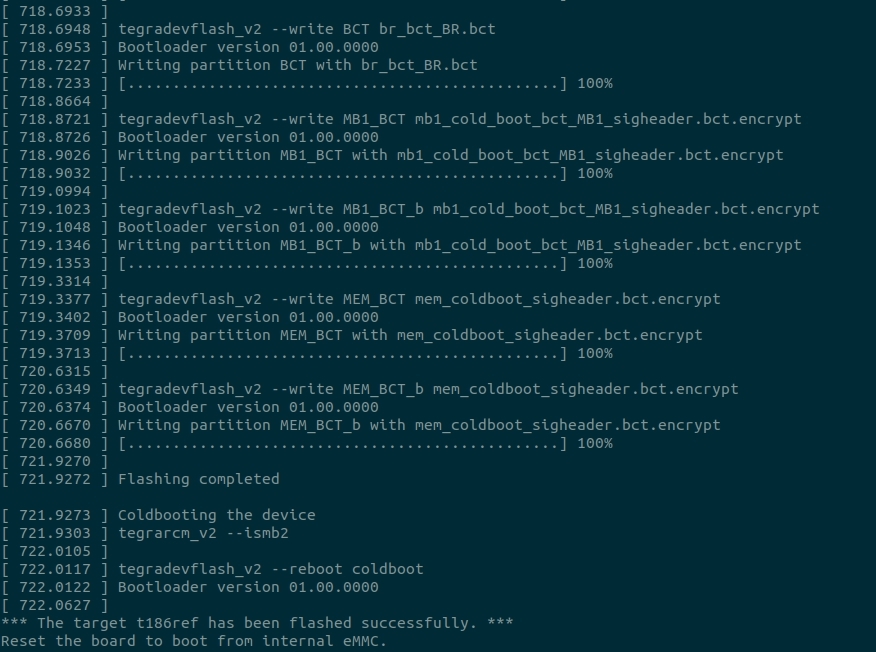 [ 718.6933 ]
[ 718.6948 ] tegradevflash_v2 --write BCT br_bct_BR.bct
[ 718.6953 ] Bootloader version 01.00.0000
[ 718.7227 ] Writing partition BCT with br_bct_BR.bct
[ 718.7233 ] [................................................] 100%
[ 718.8664 ]
[ 718.8721 ] tegradevflash_v2 --write MB1_BCT mb1_cold_boot_bct_MB1_sigheader.bct.encrypt
[ 718.8726 ] Bootloader version 01.00.0000
[ 718.9026 ] Writing partition MB1_BCT with mb1_cold_boot_bct_MB1_sigheader.bct.encrypt
[ 718.9032 ] [................................................] 100%
[ 719.0994 ]
[ 719.1023 ] tegradevflash_v2 --write MB1_BCT_b mb1_cold_boot_bct_MB1_sigheader.bct.encrypt
[ 719.1048 ] Bootloader version 01.00.0000
[ 719.1346 ] Writing partition MB1_BCT_b with mb1_cold_boot_bct_MB1_sigheader.bct.encrypt
[ 719.1353 ] [................................................] 100%
[ 719.3314 ]
[ 719.3377 ] tegradevflash_v2 --write MEM_BCT mem_coldboot_sigheader.bct.encrypt
[ 719.3402 ] Bootloader version 01.00.0000
[ 719.3709 ] Writing partition MEM_BCT with mem_coldboot_sigheader.bct.encrypt
[ 719.3713 ] [................................................] 100%
[ 720.6315 ]
[ 720.6349 ] tegradevflash_v2 --write MEM_BCT_b mem_coldboot_sigheader.bct.encrypt
[ 720.6374 ] Bootloader version 01.00.0000
[ 720.6670 ] Writing partition MEM_BCT_b with mem_coldboot_sigheader.bct.encrypt
[ 720.6680 ] [................................................] 100%
[ 721.9270 ]
[ 721.9272 ] Flashing completed
[ 721.9273 ] Coldbooting the device
[ 721.9303 ] tegrarcm_v2 --ismb2
[ 722.0105 ]
[ 722.0117 ] tegradevflash_v2 --reboot coldboot
[ 722.0122 ] Bootloader version 01.00.0000
[ 722.0627 ]
*** The target t186ref has been flashed successfully. ***
Reset the board to boot from internal eMMC.